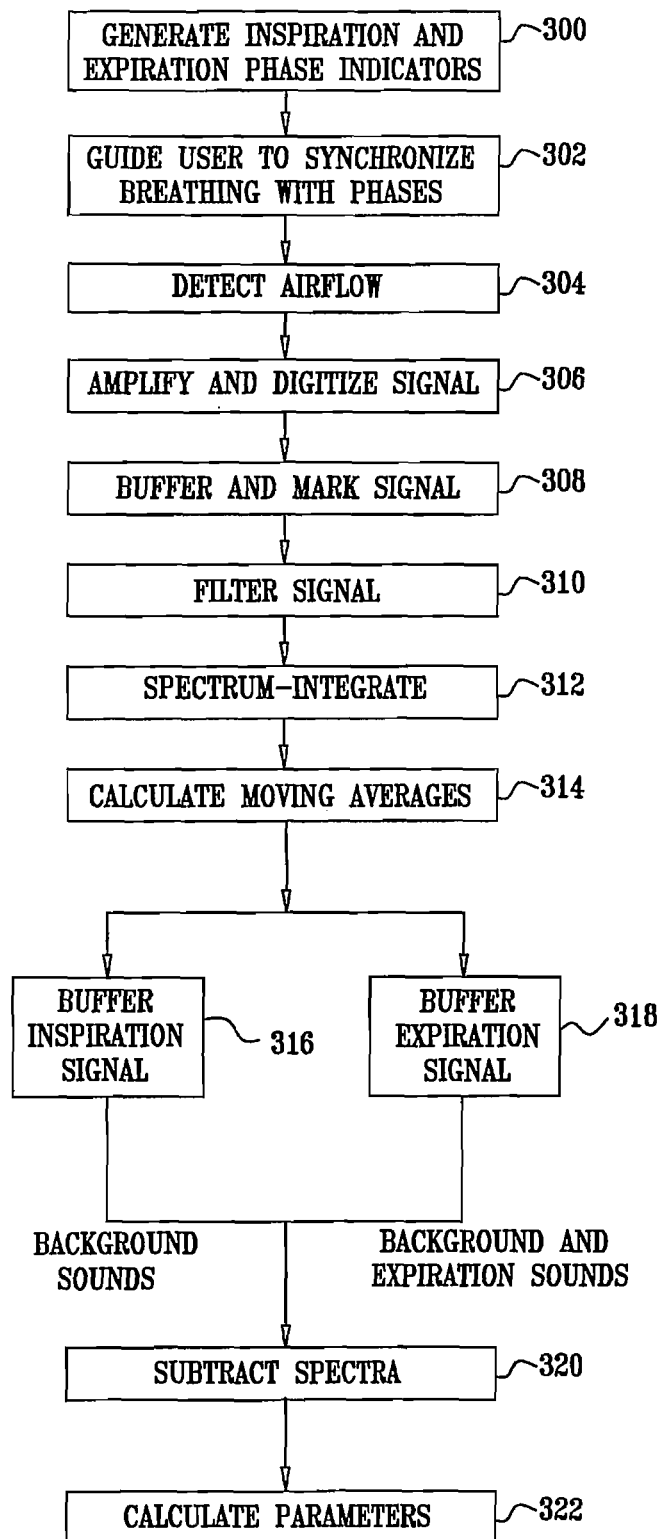 GENERATE INSPIRATION AND
EXPIRATION PHASE INDICATORS
300
GUIDE USER TO SYNCHRONIZE
BREATHING WITH PHASES
302
DETECT AIRFLOW
304
AMPLIFY AND DIGITIZE SIGNAL
306
BUFFER AND MARK SIGNAL
308
FILTER SIGNAL
310
SPECTRUM-INTEGRATE
312
CALCULATE MOVING AVERAGES
314
BUFFER
INSPIRATION
SIGNAL
316
BUFFER
EXPIRATION
SIGNAL
318
BACKGROUND
SOUNDS
BACKGROUND AND
EXPIRATION SOUNDS
SUBTRACT SPECTRA
320
CALCULATE PARAMETERS
322